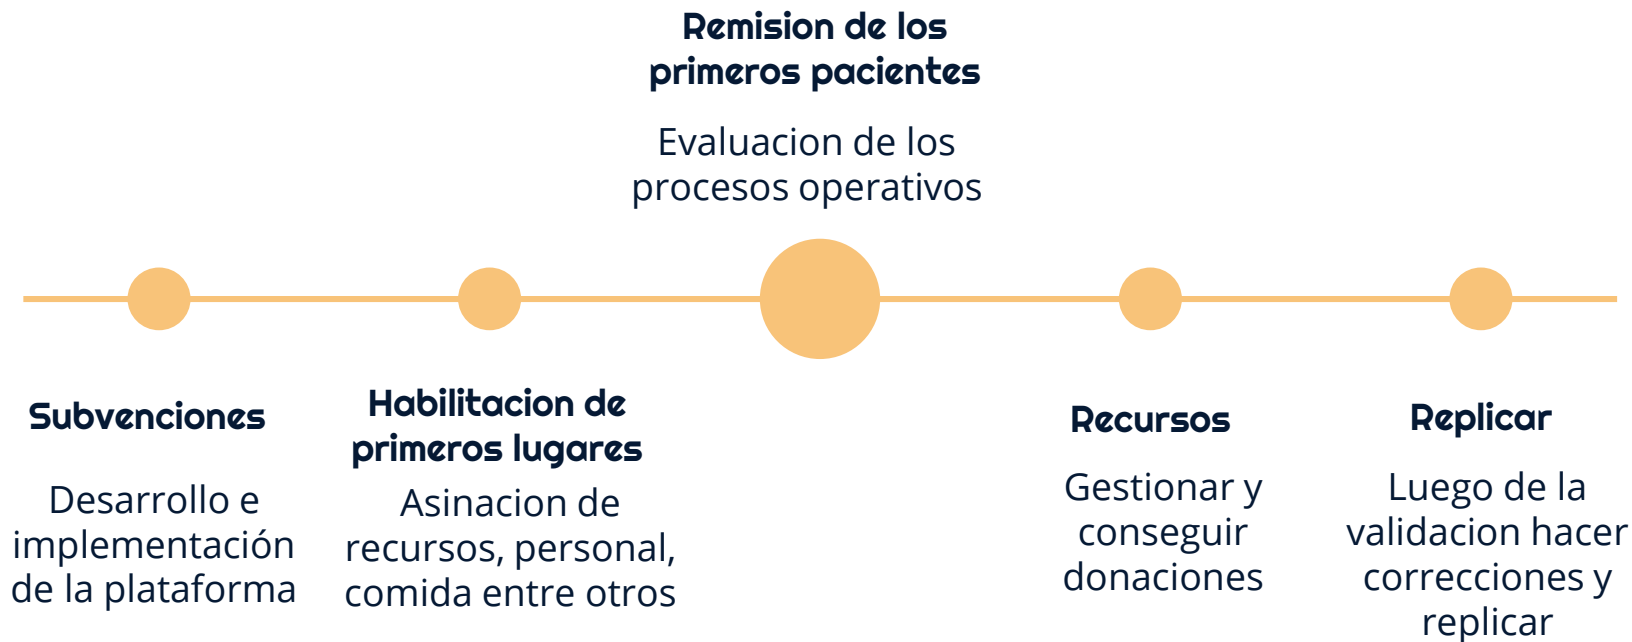 Remision de los
primeros pacientes
Evaluacion de los
procesos operativos
Subvenciones
Desarrollo e
implementación
de la plataforma
Habilitacion de
primeros lugares
Asinacion de
recursos, personal,
comida entre otros
Recursos
Gestionar y
conseguir
donaciones
Replicar
Luego de la
validacion hacer
correcciones y
replicar